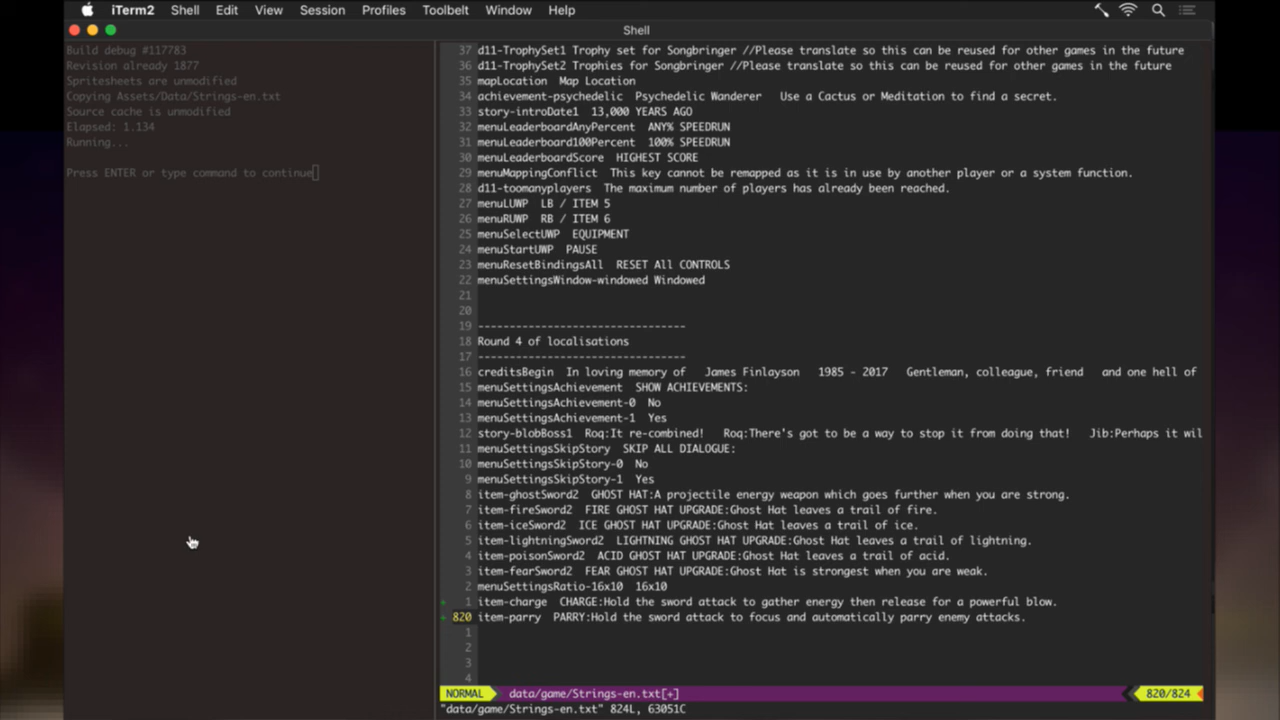 iTerm2 Shell Edit View Session Profiles Toolbelt Window Help
Shell
Build debug #117783
Revision already 1877
Spritesheets are unmodified
Copying Assets/Data/Strings-en.txt
Source cache is unmodified
Elapsed: 1.134
Running...
Press ENTER or type command to continue
37 d11-TrophySet1 Trophy set for Songbringer //Please translate so this can be reused for other games in the future
36 d11-TrophySet2 Trophies for Songbringer //Please translate so this can be reused for other games in the future
35 mapLocation Map Location
34 achievement-psychedelic Psychedelic Wanderer Use a Cactus or Meditation to find a secret.
33 story-introDate1 13,000 YEARS AGO
32 menuLeaderboardAnyPercent ANY% SPEEDRUN
31 menuLeaderboard100Percent 100% SPEEDRUN
30 menuLeaderboardScore HIGHEST SCORE
29 menuMappingConflict This key cannot be remapped as it is in use by another player or a system function.
28 d11-toomanyplayers The maximum number of players has already been reached.
27 menuLUWP LB / ITEM 5
26 menuRUWP RB / ITEM 6
25 menuSelectUWP EQUIPMENT
24 menuStartUWP PAUSE
23 menuResetBindingsAll RESET All CONTROLS
22 menuSettingsWindow-windowed Windowed
21
20
19 ---------------------------------
18 Round 4 of localisations
17 ---------------------------------
16 creditsBegin In loving memory of James Finlayson 1985 - 2017 Gentleman, colleague, friend and one hell of
15 menuSettingsAchievement SHOW ACHIEVEMENTS:
14 menuSettingsAchievement-0 No
13 menuSettingsAchievement-1 Yes
12 story-blobBoss1 Roq:It re-combined! Roq:There's got to be a way to stop it from doing that! Jib:Perhaps it wil
11 menuSettingsSkipStory SKIP ALL DIALOGUE:
10 menuSettingsSkipStory-0 No
9 menuSettingsSkipStory-1 Yes
8 item-ghostSword2 GHOST HAT:A projectile energy weapon which goes further when you are strong.
7 item-fireSword2 FIRE GHOST HAT UPGRADE:Ghost Hat leaves a trail of fire.
6 item-iceSword2 ICE GHOST HAT UPGRADE:Ghost Hat leaves a trail of ice.
5 item-lightningSword2 LIGHTNING GHOST HAT UPGRADE:Ghost Hat leaves a trail of lightning.
4 item-poisonSword2 ACID GHOST HAT UPGRADE:Ghost Hat leaves a trail of acid.
3 item-fearSword2 FEAR GHOST HAT UPGRADE:Ghost Hat is strongest when you are weak.
2 menuSettingsRatio-16x10 16x10
+ 1 item-charge CHARGE:Hold the sword attack to gather energy then release for a powerful blow.
+ 820 item-parry PARRY:Hold the sword attack to focus and automatically parry enemy attacks.
1
2
3
4
NORMAL data/game/Strings-en.txt[+] 820/824
"data/game/Strings-en.txt" 824L, 63051C